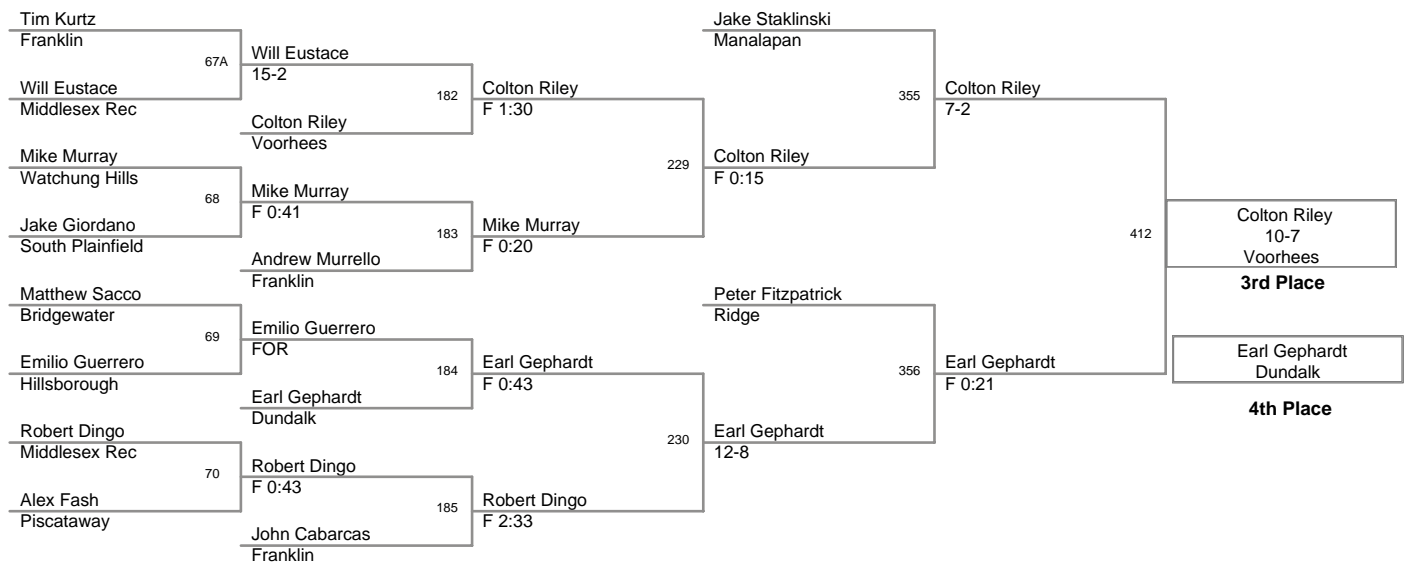 Tim Kurtz
Franklin
67A
Will Eustace
Middlesex Rec
Will Eustace
15-2
182
Colton Riley
Voorhees
Colton Riley
F 1:30
Mike Murray
Watchung Hills
68
Jake Giordano
South Plainfield
Mike Murray
F 0:41
183
Andrew Murrello
Franklin
Mike Murray
F 0:20
229
Colton Riley
F 0:15
Jake Staklinski
Manalapan
355
Colton Riley
7-2
Matthew Sacco
Bridgewater
69
Emilio Guerrero
Hillsborough
Emilio Guerrero
FOR
184
Earl Gephardt
Dundalk
Earl Gephardt
F 0:43
Robert Dingo
Middlesex Rec
70
Alex Fash
Piscataway
Robert Dingo
F 0:43
185
John Cabarcas
Franklin
Robert Dingo
F 2:33
230
Earl Gephardt
12-8
Peter Fitzpatrick
Ridge
356
Earl Gephardt
F 0:21
412
Colton Riley
10-7
Voorhees
3rd Place
Earl Gephardt
Dundalk
4th Place